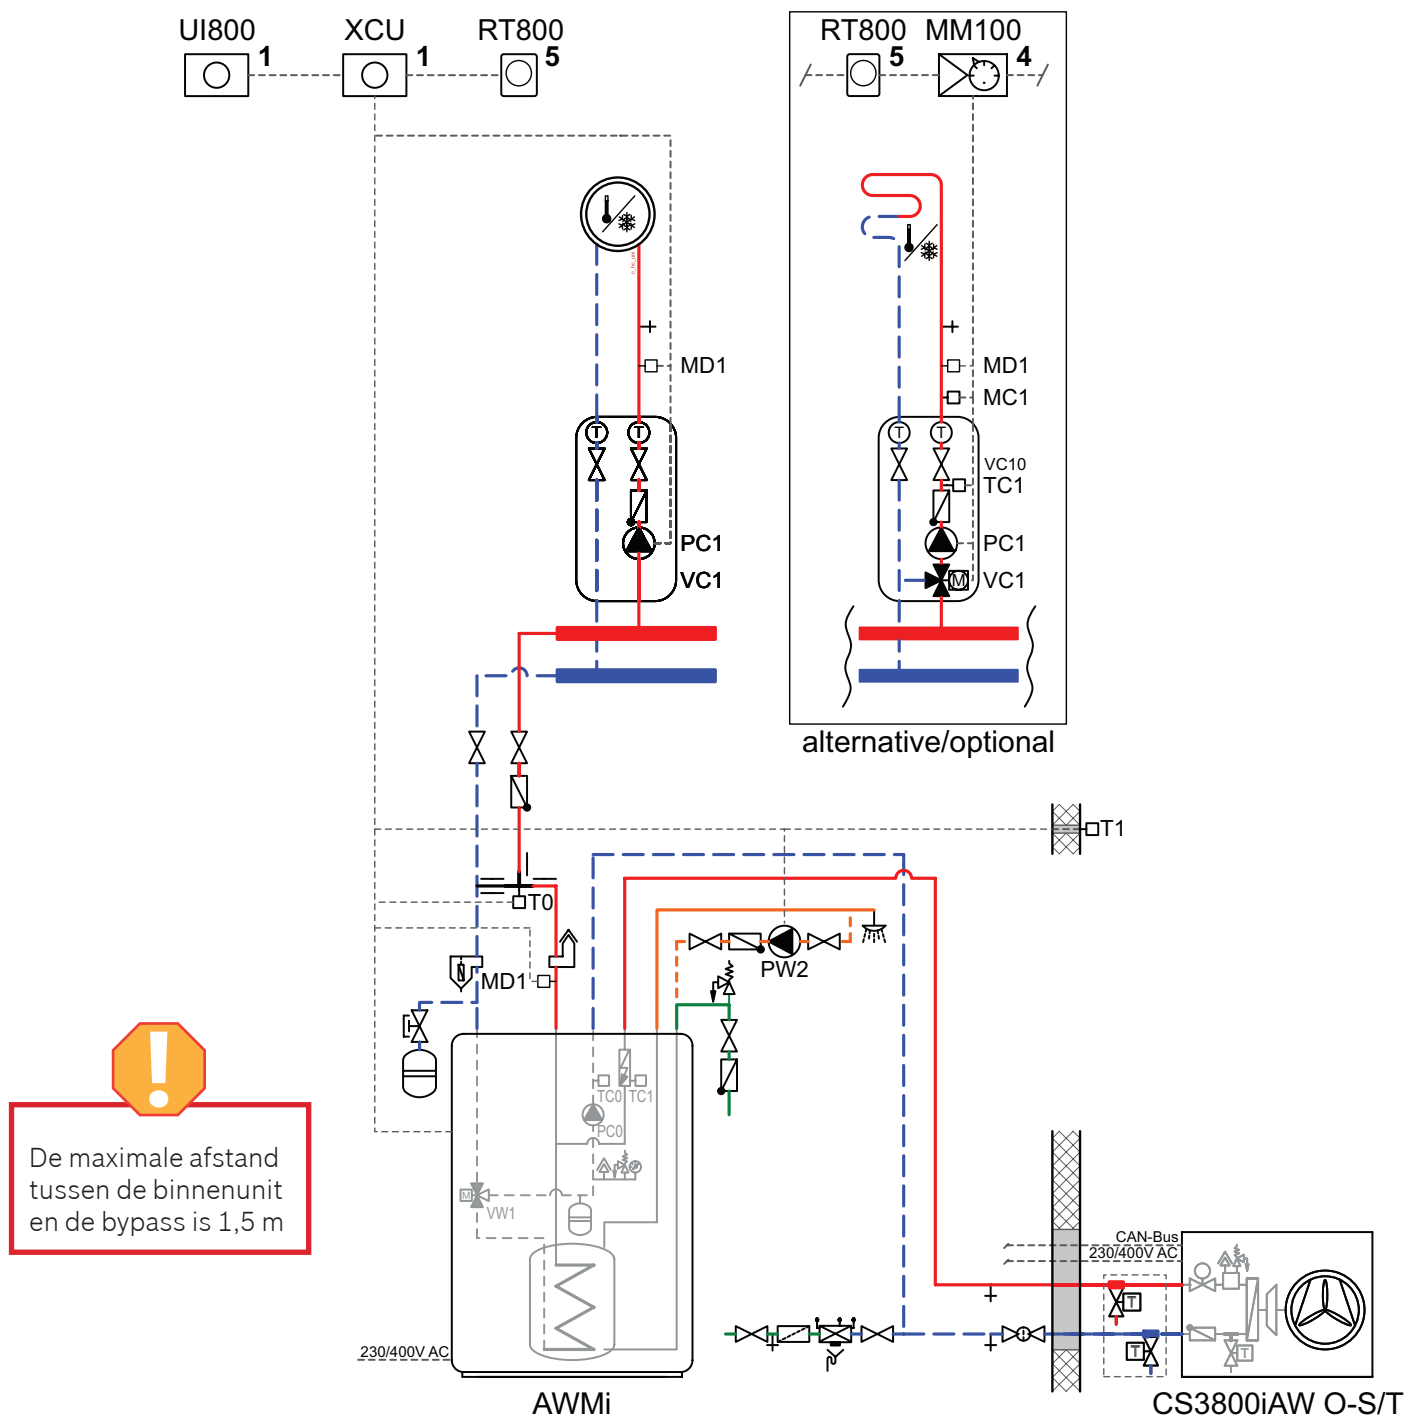 UI800
1
XCU
1
RT800
5
RT800
5
MM100
4
MD1
T
T
PC1
VC1
MD1
MC1
T
T
VC10
TC1
PC1
M
VC1
alternative/optional
T1
T0
MD1
PW2
TC0
TC1
PC0
M
VW1
De maximale afstand
tussen de binnenunit
en de bypass is 1,5 m
CAN-Bus
230/400V AC
T
T
T
230/400V AC
AWMi
CS3800iAW O-S/T